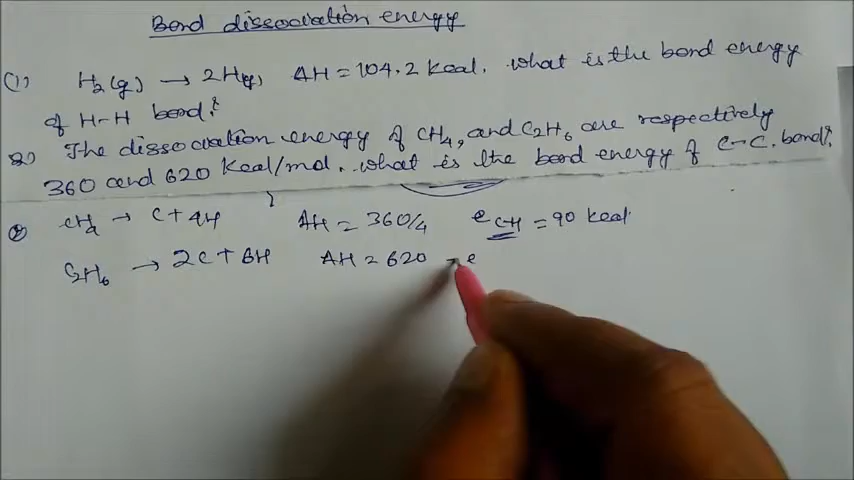 Bond dissociation energy
(1) H2(g) → 2H(g), ΔH = 104.2 Kcal. what is the bond energy
of H-H bond?
2) The dissociation energy of CH4, and C2H6 are respectively
360 and 620 Kcal/mol. what is the bond energy of C-C. bond?
2) CH4 → C + 4H ΔH = 360/4 e CH = 90 Kcal
C2H6 → 2C + 6H ΔH = 620 = e